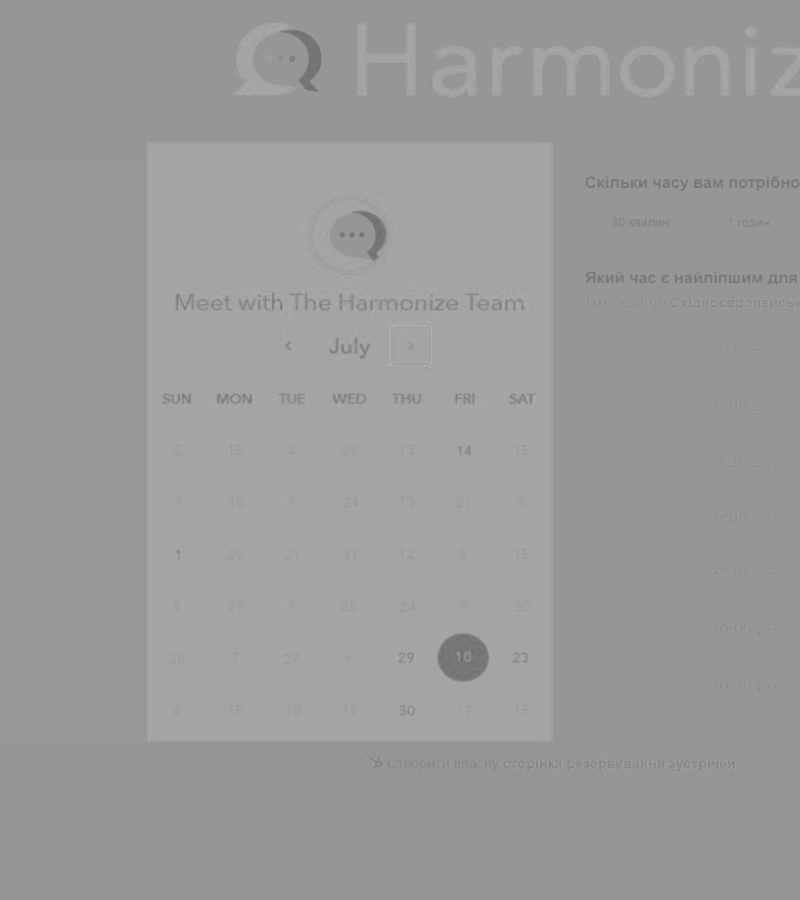 Harmoniz
Meet with The Harmonize Team
July
SUN MON TUE WED THU FRI SAT
2 15 4 29 13 14 15
7 10 1 24 13 21 8
1 29 21 31 12 5 15
5 29 7 28 24 9 30
28 7 27 6 29 10 23
4 15 10 15 30 17 15
Скільки часу вам потрібно
30 хвилин 1 годин
Який час є найліпшим для
UTC +03:00 Східноєвропейськ
7:30 pm
8:00 pm
8:30 pm
9:00 pm
9:30 pm
10:00 pm
10:30 pm
Створити власну сторінка резервування зустрічей